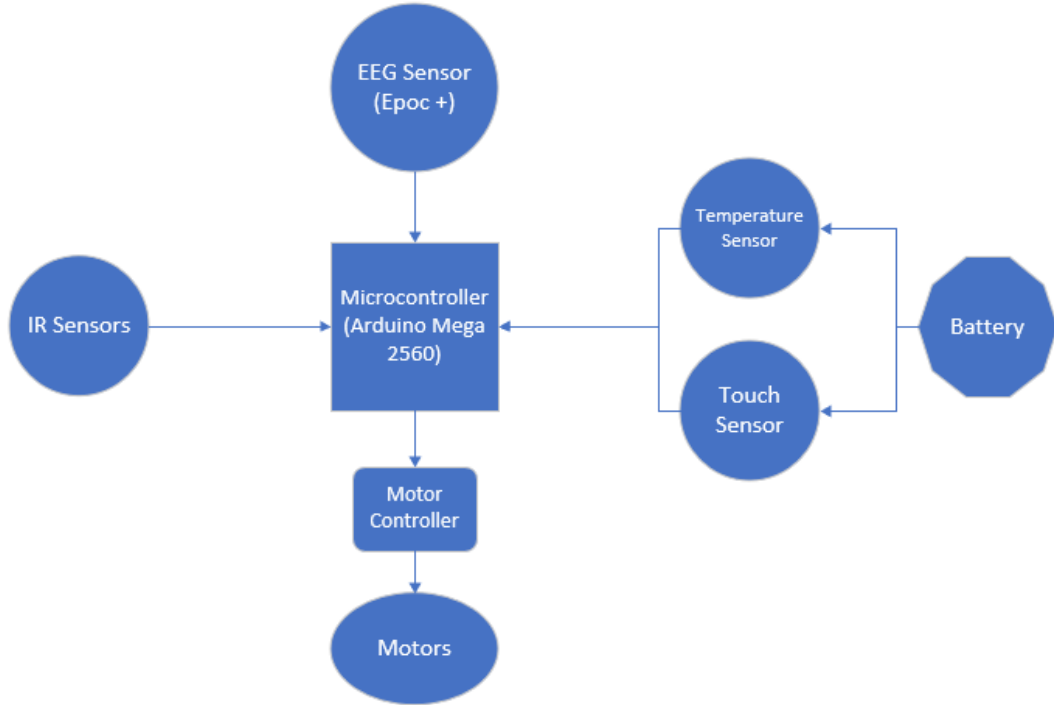 EEG Sensor
(Epoc +)
Temperature
Sensor
IR Sensors
Microcontroller
(Arduino Mega
2560)
Battery
Touch
Sensor
Motor
Controller
Motors